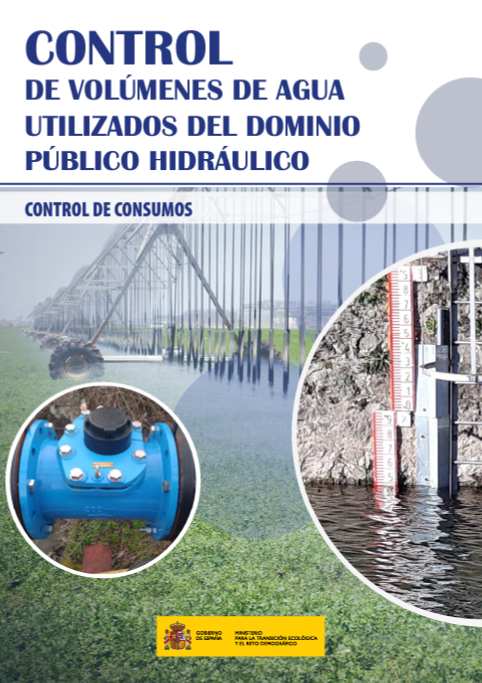 CONTROL
DE VOLÚMENES DE AGUA
UTILIZADOS DEL DOMINIO
PÚBLICO HIDRÁULICO
CONTROL DE CONSUMOS
GOBIERNO
DE ESPAÑA
MINISTERIO
PARA LA TRANSICIÓN ECOLÓGICA
Y EL RETO DEMOGRÁFICO